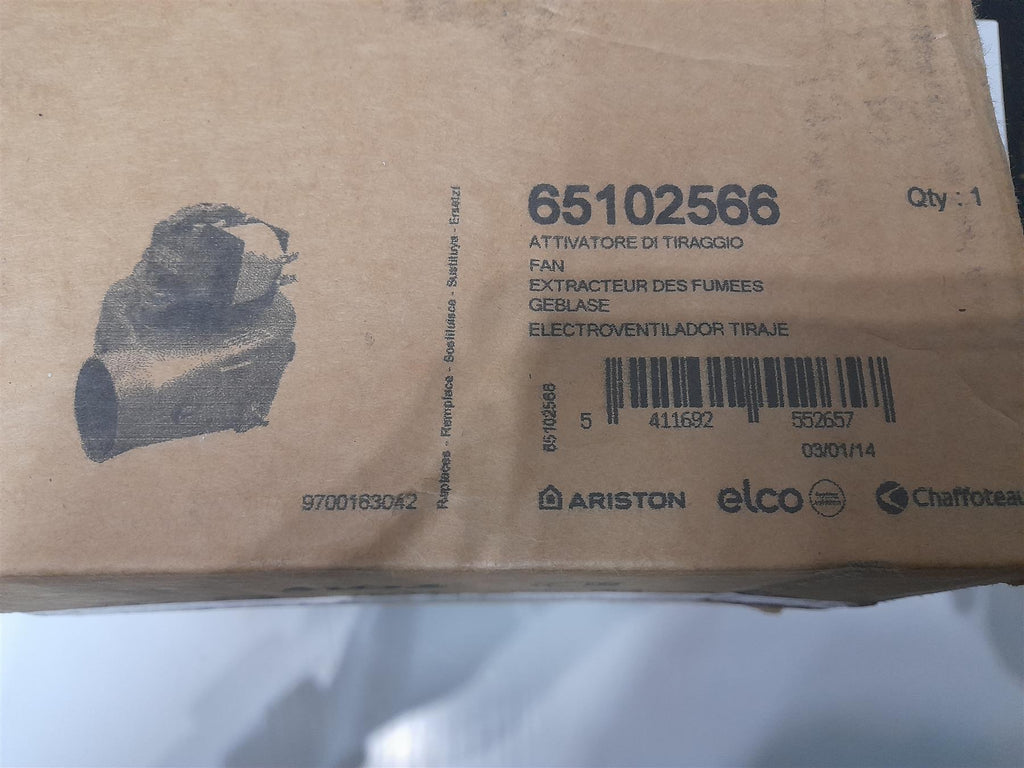 65102566
Qty : 1
ATTIVATORE DI TIRAGGIO
FAN
EXTRACTEUR DES FUMEES
GEBLASE
ELECTROVENTILADOR TIRAJE
Replaces - Remplace - Sostituisce - Sustituye - Ersetzt
65102566
5 411692 552657
03/01/14
9700163042
ARISTON
elco
Chaffoteau